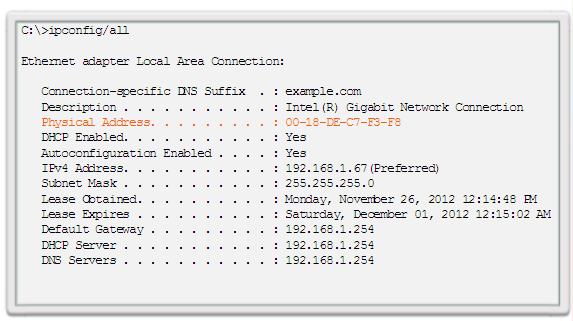 C:\>ipconfig/all
Ethernet adapter Local Area Connection:
Connection-specific DNS Suffix . : example.com
Description . . . . . . . . . . . : Intel(R) Gigabit Network Connection
Physical Address. . . . . . . . . : 00-18-DE-C7-F3-F8
DHCP Enabled. . . . . . . . . . . : Yes
Autoconfiguration Enabled . . . . : Yes
IPv4 Address. . . . . . . . . . . : 192.168.1.67(Preferred)
Subnet Mask . . . . . . . . . . . : 255.255.255.0
Lease Obtained. . . . . . . . . . : Monday, November 26, 2012 12:14:48 PM
Lease Expires . . . . . . . . . . : Saturday, December 01, 2012 12:15:02 AM
Default Gateway . . . . . . . . . : 192.168.1.254
DHCP Server . . . . . . . . . . . : 192.168.1.254
DNS Servers . . . . . . . . . . . : 192.168.1.254